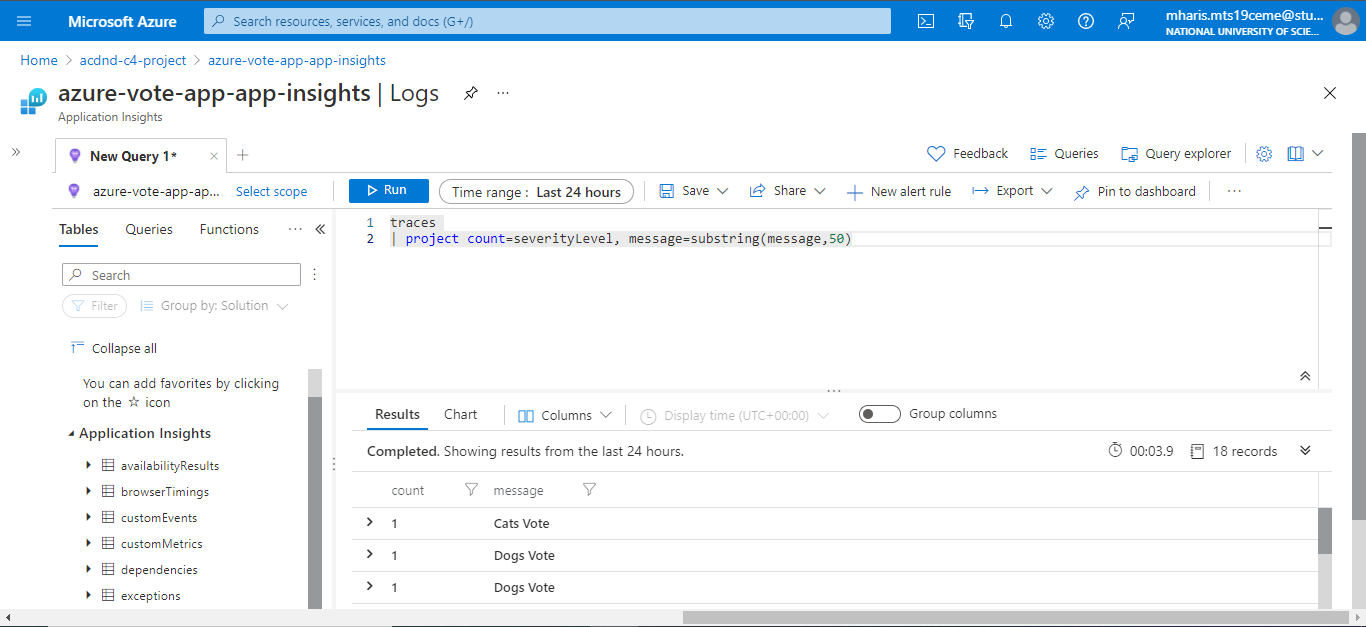 Microsoft Azure
Search resources, services, and docs (G+/)
mharis.mts19ceme@stu...
NATIONAL UNIVERSITY OF SCIE...
Home > acdnd-c4-project > azure-vote-app-app-insights
azure-vote-app-app-insights | Logs
...
Application Insights
New Query 1*
Feedback
Queries
Query explorer
azure-vote-app-ap...
Select scope
Run
Time range : Last 24 hours
Save
Share
New alert rule
Export
Pin to dashboard
...
Tables
Queries
Functions
...
1 traces
2 | project count=severityLevel, message=substring(message,50)
Search
Filter
Group by: Solution
Collapse all
You can add favorites by clicking
on the ☆ icon
Application Insights
availabilityResults
browserTimings
customEvents
customMetrics
dependencies
exceptions
Results
Chart
Columns
Display time (UTC+00:00)
Group columns
Completed. Showing results from the last 24 hours.
00:03.9
18 records
count message
1 Cats Vote
1 Dogs Vote
1 Dogs Vote